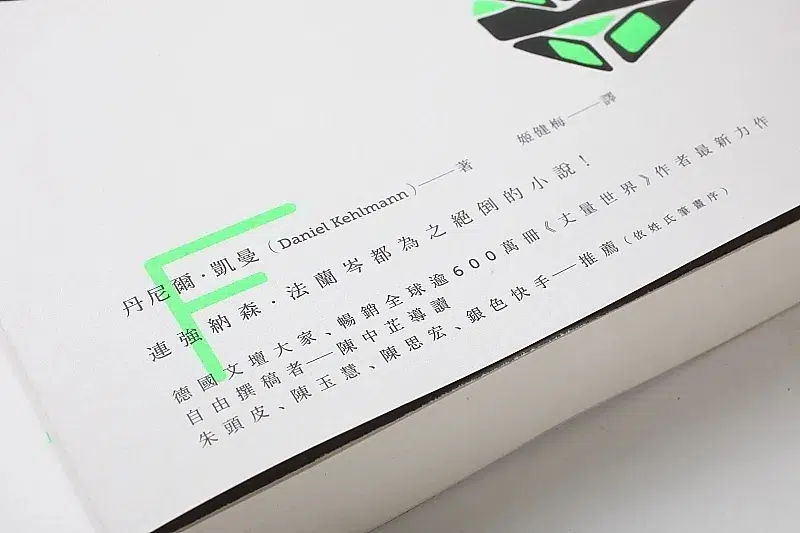 F
丹尼爾·凱曼（Daniel Kehlmann）——著
姬健梅——譯
連強納森·法蘭岑都為之絕倒的小說！
德國文壇大家、暢銷全球逾600萬冊《丈量世界》作者最新力作
自由撰稿者—陳中芷導讀
朱頭皮、陳玉慧、陳思宏、銀色快手—推薦（依姓氏筆畫序）